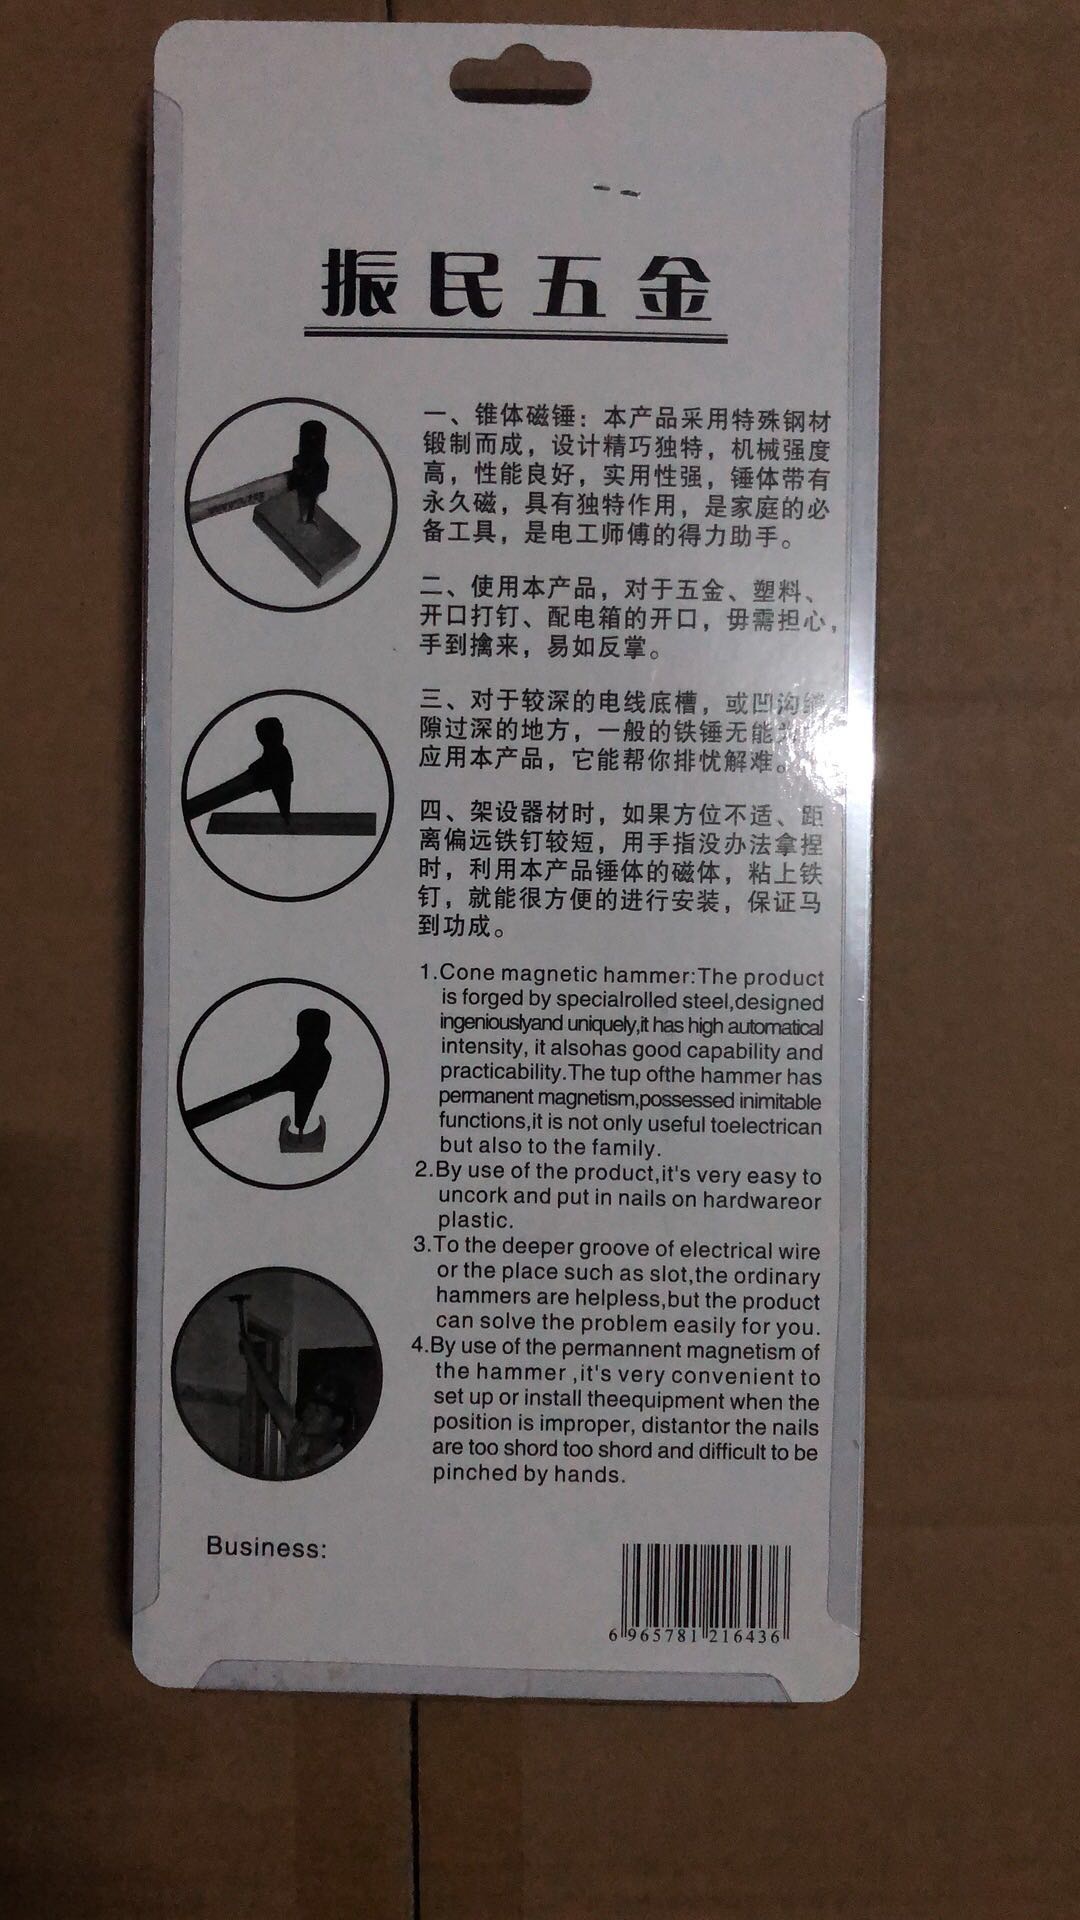 振民五金
一、锥体磁锤：本产品采用特殊钢材
锻制而成，设计精巧独特，机械强度
高，性能良好，实用性强，锤体带有
永久磁，具有独特作用，是家庭的必
备工具，是电工师傅的得力助手。
二、使用本产品，对于五金、塑料、
开口打钉、配电箱的开口，毋需担心，
手到擒来，易如反掌。
三、对于较深的电线底槽，或凹沟缝
隙过深的地方，一般的铁锤无能
应用本产品，它能帮你排忧解难。
四、架设器材时，如果方位不适、距
离偏远铁钉较短，用手指没办法拿捏
时，利用本产品锤体的磁体，粘上铁
钉，就能很方便的进行安装，保证马
到功成。
1.Cone magnetic hammer:The product
is forged by specialrolled steel,designed
ingeniouslyand uniquely,it has high automatical
intensity, it alsohas good capability and
practicability.The tup ofthe hammer has
permanent magnetism,possessed inimitable
functions,it is not only useful toelectrican
but also to the family.
2.By use of the product,it's very easy to
uncork and put in nails on hardwareor
plastic.
3.To the deeper groove of electrical wire
or the place such as slot,the ordinary
hammers are helpless,but the product
can solve the problem easily for you.
4.By use of the permannent magnetism of
the hammer ,it's very convenient to
set up or install theequipment when the
position is improper, distantor the nails
are too shord too shord and difficult to be
pinched by hands.
Business:
6 965781 216436